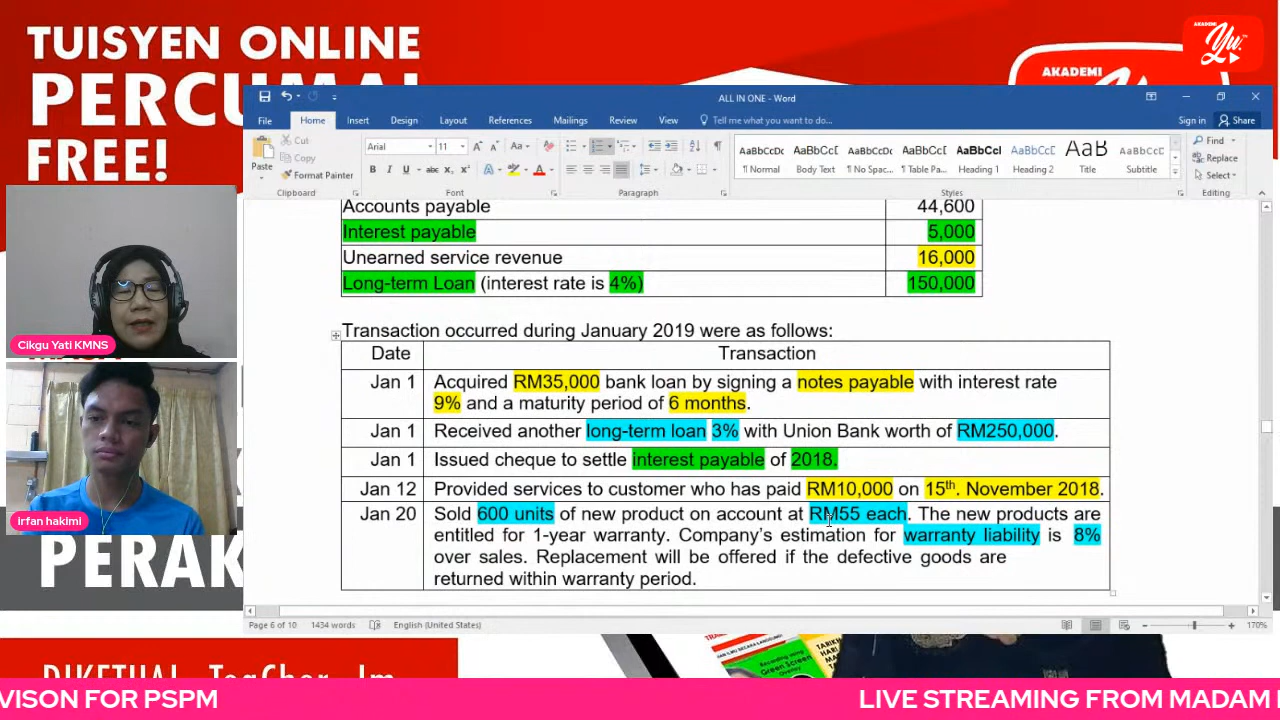 TUISYEN ONLINE
PERCUMA!
FREE!
AKADEMI
Yu.
AKADEMI
ALL IN ONE - Word
File Home Insert Design Layout References Mailings Review View Tell me what you want to do... Sign in Share
Paste
Cut
Copy
Format Painter
Clipboard
Arial 11
Font
Paragraph
AaBbCcDc AaBbCcI AaBbCcDc AaBbCcI AaBbCcI AaBbCcI AaB AaBbCcD
¶ Normal Body Text ¶ No Spac... ¶ Table Pa... Heading 1 Heading 2 Title Subtitle
Styles
Find
Replace
Select
Editing
Accounts payable 44,600
Interest payable 5,000
Unearned service revenue 16,000
Long-term Loan (interest rate is 4%) 150,000
Transaction occurred during January 2019 were as follows:
Date Transaction
Jan 1 Acquired RM35,000 bank loan by signing a notes payable with interest rate
9% and a maturity period of 6 months.
Jan 1 Received another long-term loan 3% with Union Bank worth of RM250,000.
Jan 1 Issued cheque to settle interest payable of 2018.
Jan 12 Provided services to customer who has paid RM10,000 on 15th. November 2018.
Jan 20 Sold 600 units of new product on account at RM55 each. The new products are
entitled for 1-year warranty. Company's estimation for warranty liability is 8%
over sales. Replacement will be offered if the defective goods are
returned within warranty period.
Page 6 of 10 1434 words English (United States) 170%
Cikgu Yati KMNS
Irfan hakimi
PERAK
VISON FOR PSPM
LIVE STREAMING FROM MADAM